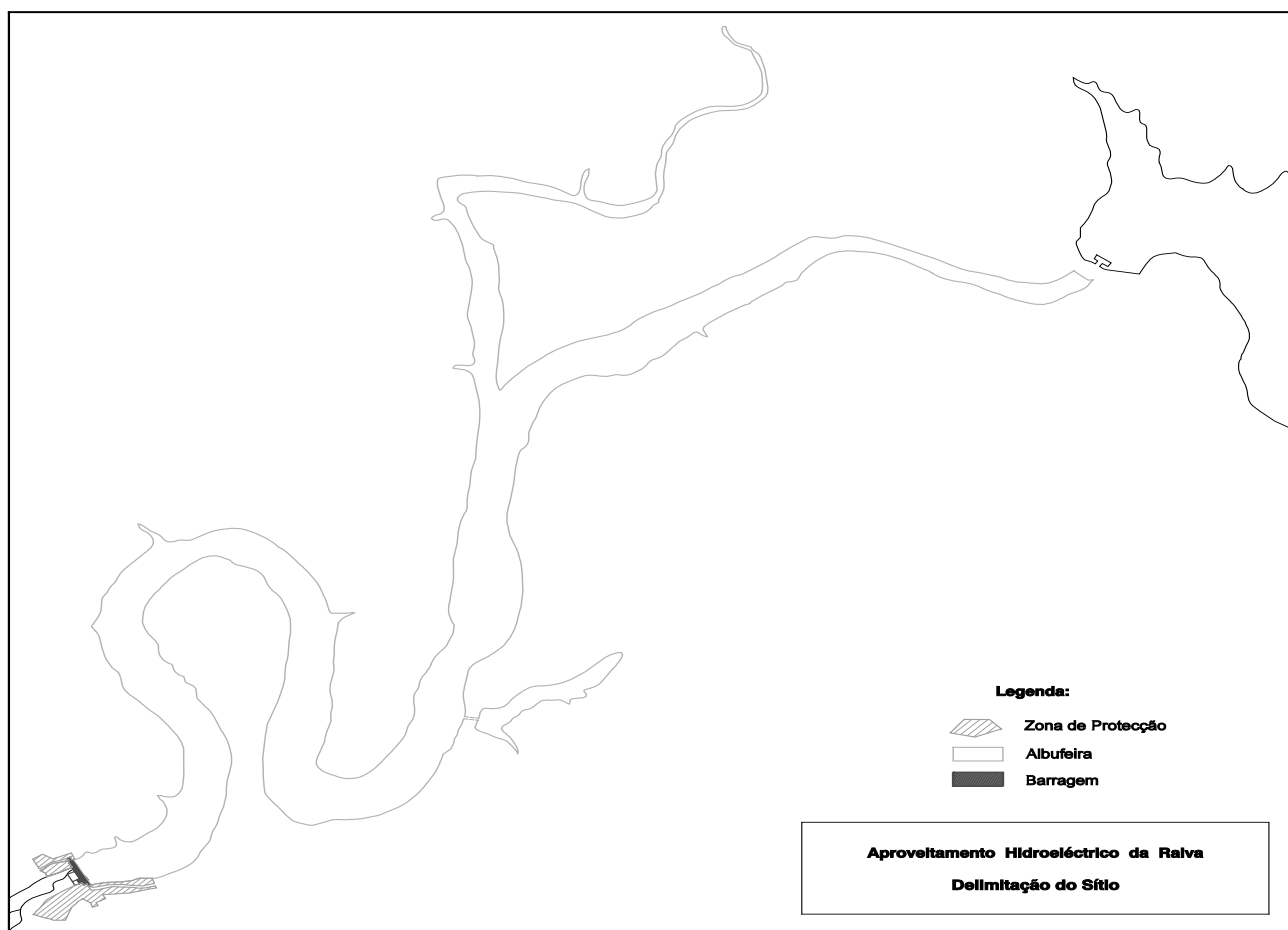 Legenda:
Zona de Protecção
Albufeira
Barragem
Aproveitamento Hidroeléctrico da Raiva
Delimitação do Sítio